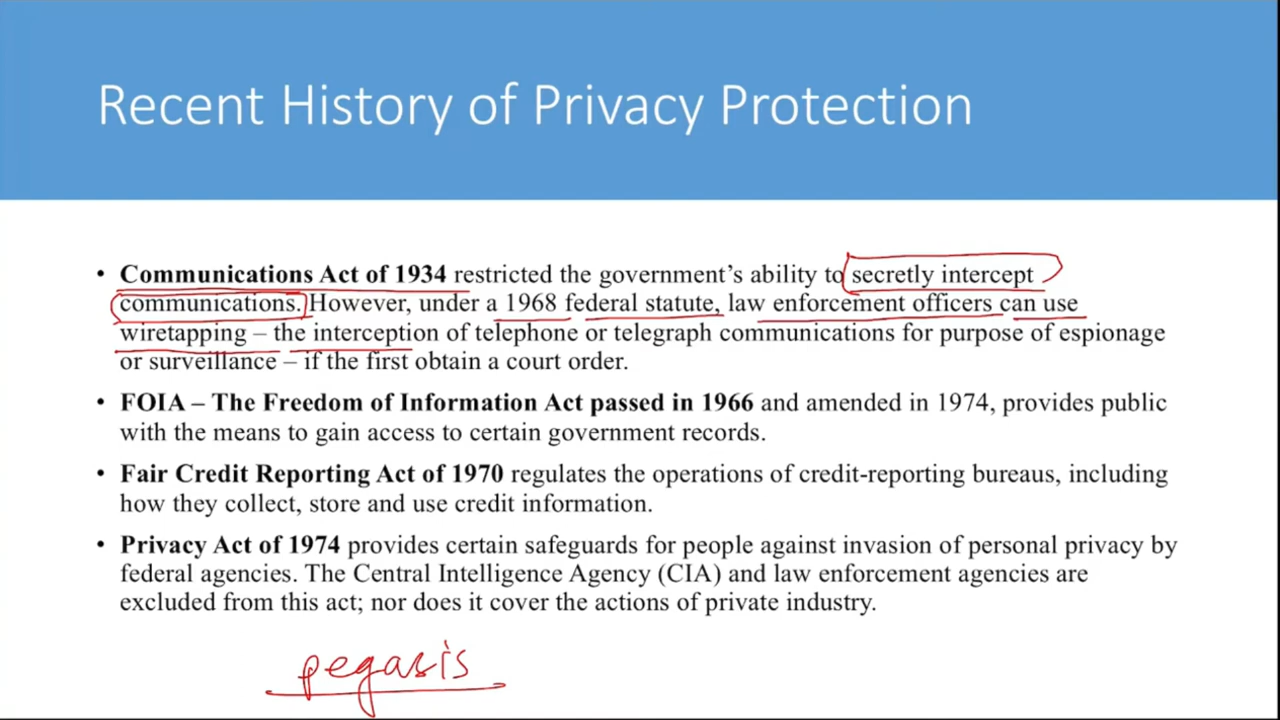 Recent History of Privacy Protection
• Communications Act of 1934 restricted the government's ability to secretly intercept
communications. However, under a 1968 federal statute, law enforcement officers can use
wiretapping – the interception of telephone or telegraph communications for purpose of espionage
or surveillance – if the first obtain a court order.
• FOIA – The Freedom of Information Act passed in 1966 and amended in 1974, provides public
with the means to gain access to certain government records.
• Fair Credit Reporting Act of 1970 regulates the operations of credit-reporting bureaus, including
how they collect, store and use credit information.
• Privacy Act of 1974 provides certain safeguards for people against invasion of personal privacy by
federal agencies. The Central Intelligence Agency (CIA) and law enforcement agencies are
excluded from this act; nor does it cover the actions of private industry.
pegasis